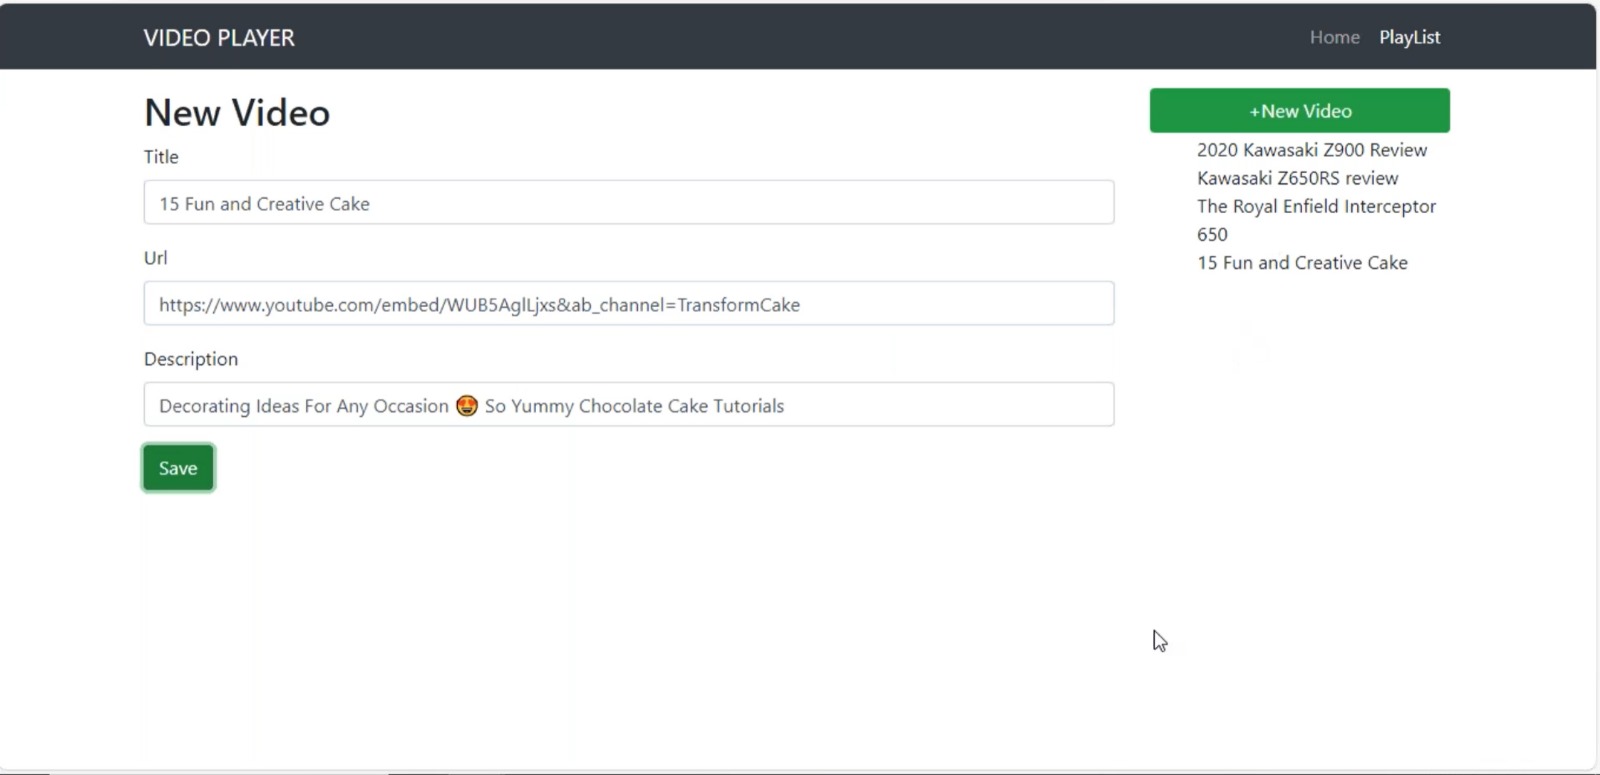 VIDEO PLAYER
Home PlayList
New Video
Title
15 Fun and Creative Cake
Url
https://www.youtube.com/embed/WUB5AglLjxs&ab_channel=TransformCake
Description
Decorating Ideas For Any Occasion 🤩 So Yummy Chocolate Cake Tutorials
Save
+New Video
2020 Kawasaki Z900 Review
Kawasaki Z650RS review
The Royal Enfield Interceptor
650
15 Fun and Creative Cake